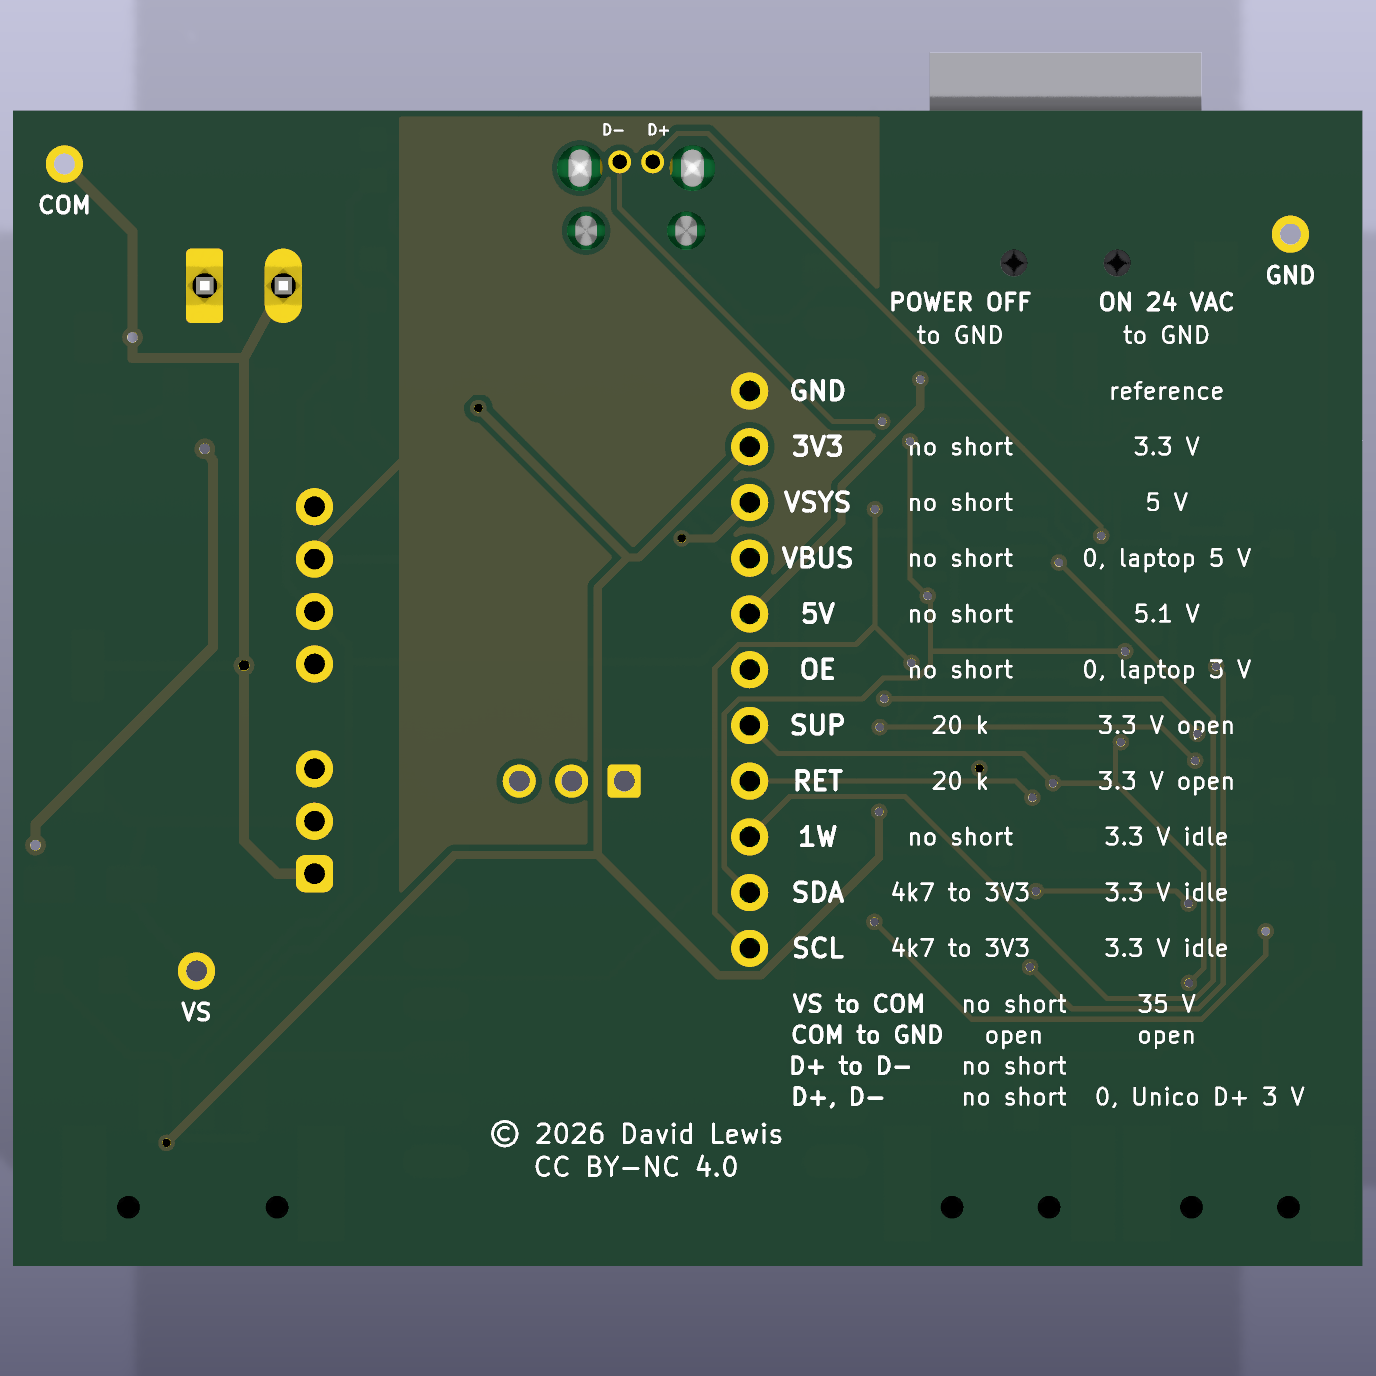 D- D+
COM
GND
POWER OFF ON 24 VAC
to GND to GND
GND reference
3V3 no short 3.3 V
VSYS no short 5 V
VBUS no short 0, laptop 5 V
5V no short 5.1 V
OE no short 0, laptop 5 V
SUP 20 k 3.3 V open
RET 20 k 3.3 V open
1W no short 3.3 V idle
SDA 4k7 to 3V3 3.3 V idle
SCL 4k7 to 3V3 3.3 V idle
VS
VS to COM no short 35 V
COM to GND open open
D+ to D- no short
D+, D- no short 0, Unico D+ 3 V
© 2026 David Lewis
CC BY-NC 4.0